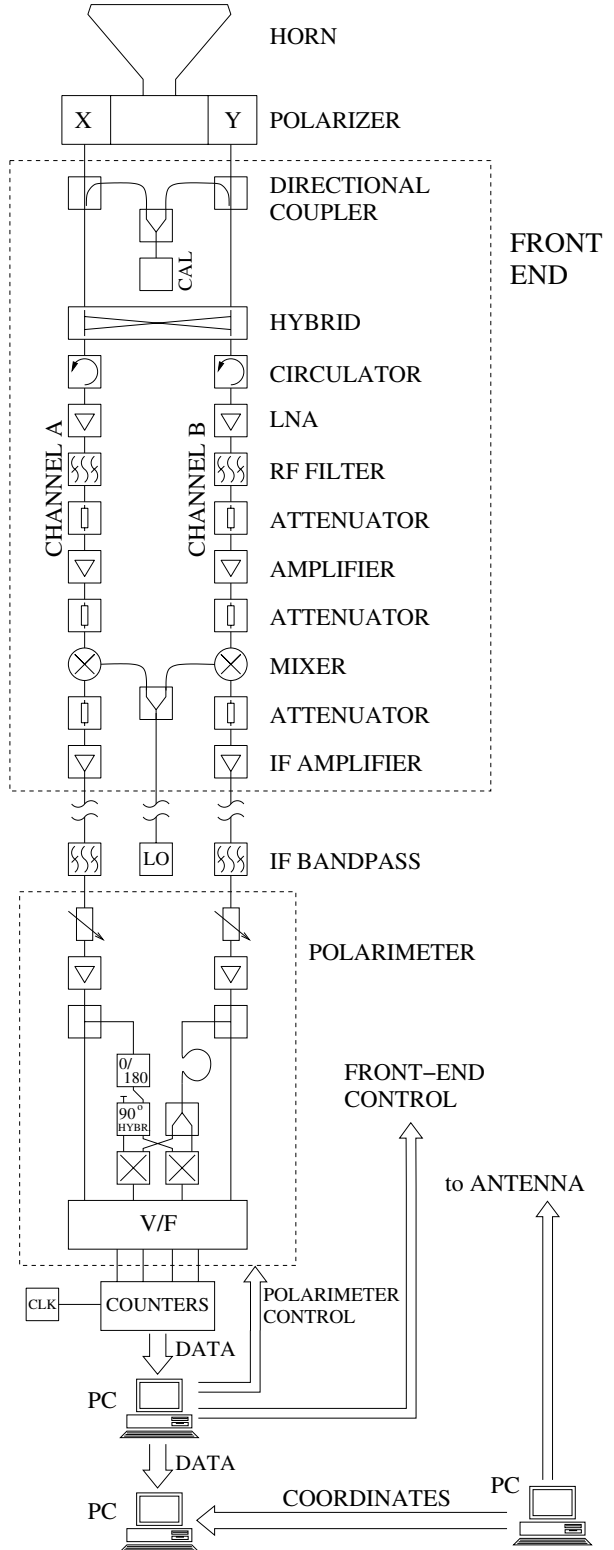 HORN
X
Y
POLARIZER
DIRECTIONAL
COUPLER
FRONT
END
CAL
HYBRID
CIRCULATOR
CHANNEL A
CHANNEL B
LNA
RF FILTER
ATTENUATOR
AMPLIFIER
ATTENUATOR
MIXER
ATTENUATOR
IF AMPLIFIER
LO
IF BANDPASS
POLARIMETER
0/
180
90°
HYBR.
FRONT–END
CONTROL
to ANTENNA
V/F
CLK
COUNTERS
POLARIMETER
CONTROL
DATA
PC
DATA
PC
COORDINATES
PC